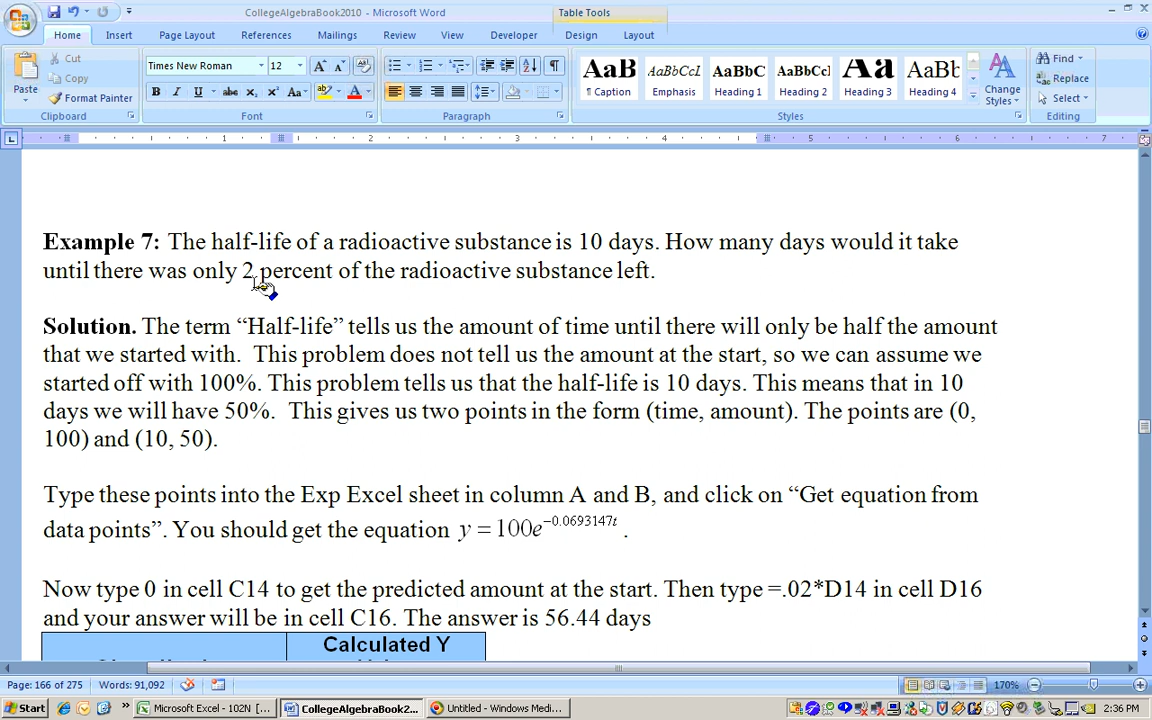 CollegeAlgebraBook2010 - Microsoft Word
Table Tools
Home Insert Page Layout References Mailings Review View Developer Design Layout
Paste
Cut
Copy
Format Painter
Clipboard
Times New Roman 12
Font
Paragraph
AaB AaBbCcL AaBbC AaBbCcl Aa AaBb
¶ Caption Emphasis Heading 1 Heading 2 Heading 3 Heading 4
Change Styles
Styles
Find
Replace
Select
Editing
1 2 3 4 5 6 7
Example 7: The half-life of a radioactive substance is 10 days. How many days would it take
until there was only 2 percent of the radioactive substance left.
Solution. The term “Half-life” tells us the amount of time until there will only be half the amount
that we started with. This problem does not tell us the amount at the start, so we can assume we
started off with 100%. This problem tells us that the half-life is 10 days. This means that in 10
days we will have 50%. This gives us two points in the form (time, amount). The points are (0,
100) and (10, 50).
Type these points into the Exp Excel sheet in column A and B, and click on “Get equation from
data points”. You should get the equation y = 100e^{-0.0693147t}.
Now type 0 in cell C14 to get the predicted amount at the start. Then type =.02*D14 in cell D16
and your answer will be in cell C16. The answer is 56.44 days
Calculated Y
Page: 166 of 275 Words: 91,092 170%
Start Microsoft Excel - 102N [... CollegeAlgebraBook2... Untitled - Windows Medi... 2:36 PM